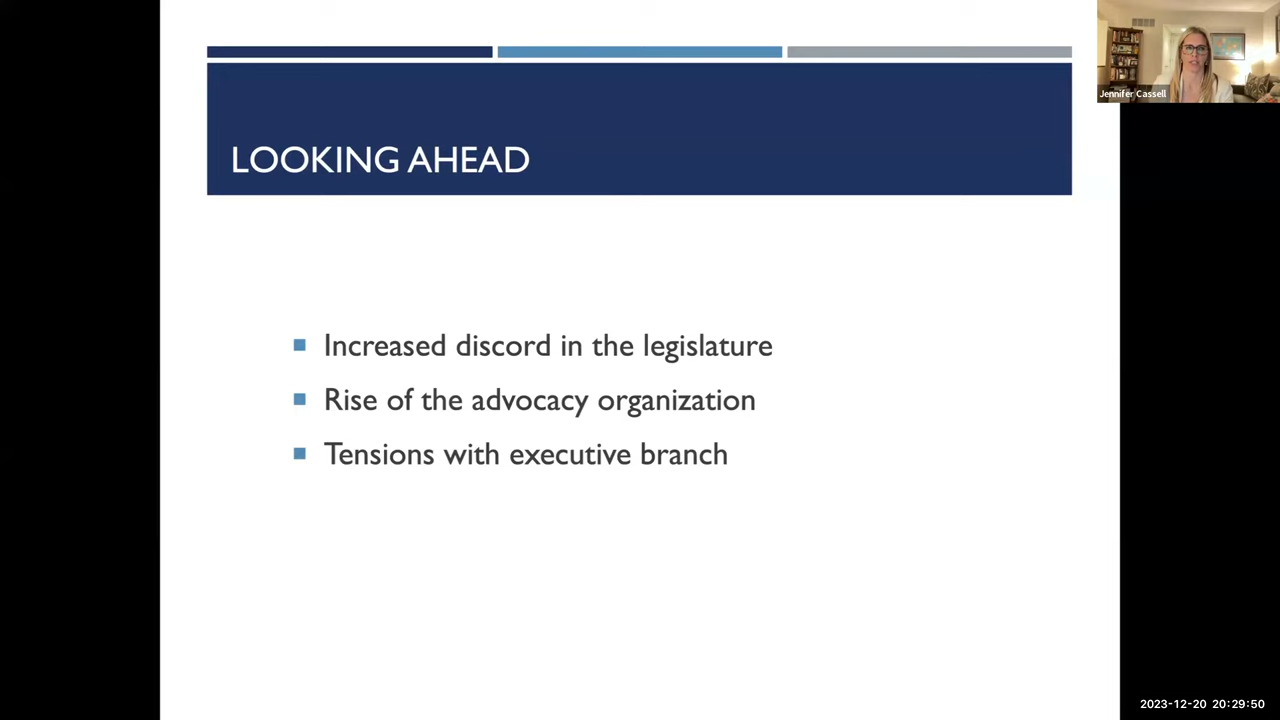 Jennifer Cassell
LOOKING AHEAD
Increased discord in the legislature
Rise of the advocacy organization
Tensions with executive branch
2023-12-20 20:29:50